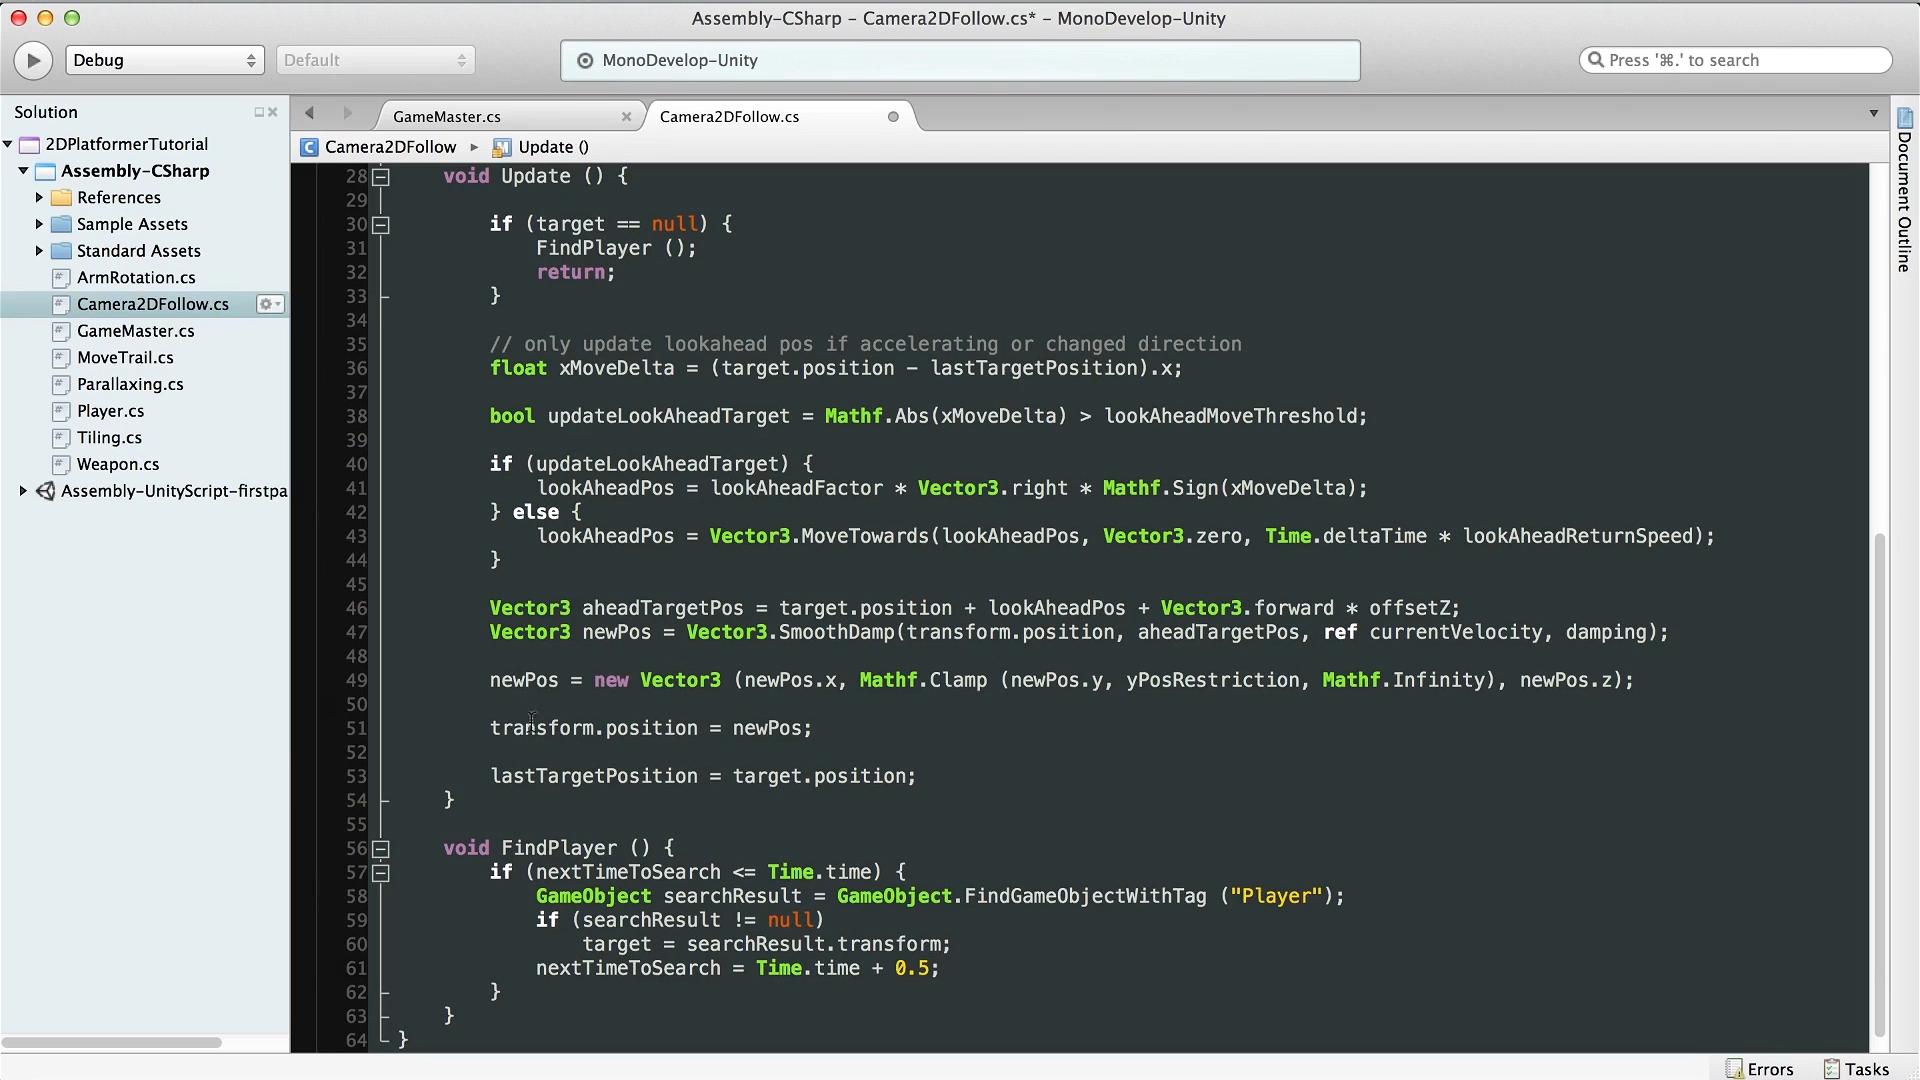 Assembly-CSharp – Camera2DFollow.cs* – MonoDevelop-Unity
Debug
Default
MonoDevelop-Unity
Press '⌘.' to search
Solution
2DPlatformerTutorial
Assembly-CSharp
References
Sample Assets
Standard Assets
ArmRotation.cs
Camera2DFollow.cs
GameMaster.cs
MoveTrail.cs
Parallaxing.cs
Player.cs
Tiling.cs
Weapon.cs
Assembly-UnityScript-firstpa
GameMaster.cs
Camera2DFollow.cs
Camera2DFollow ▸ Update ()
28 void Update () {
29
30 if (target == null) {
31 FindPlayer ();
32 return;
33 }
34
35 // only update lookahead pos if accelerating or changed direction
36 float xMoveDelta = (target.position - lastTargetPosition).x;
37
38 bool updateLookAheadTarget = Mathf.Abs(xMoveDelta) > lookAheadMoveThreshold;
39
40 if (updateLookAheadTarget) {
41 lookAheadPos = lookAheadFactor * Vector3.right * Mathf.Sign(xMoveDelta);
42 } else {
43 lookAheadPos = Vector3.MoveTowards(lookAheadPos, Vector3.zero, Time.deltaTime * lookAheadReturnSpeed);
44 }
45
46 Vector3 aheadTargetPos = target.position + lookAheadPos + Vector3.forward * offsetZ;
47 Vector3 newPos = Vector3.SmoothDamp(transform.position, aheadTargetPos, ref currentVelocity, damping);
48
49 newPos = new Vector3 (newPos.x, Mathf.Clamp (newPos.y, yPosRestriction, Mathf.Infinity), newPos.z);
50
51 transform.position = newPos;
52
53 lastTargetPosition = target.position;
54 }
55
56 void FindPlayer () {
57 if (nextTimeToSearch <= Time.time) {
58 GameObject searchResult = GameObject.FindGameObjectWithTag ("Player");
59 if (searchResult != null)
60 target = searchResult.transform;
61 nextTimeToSearch = Time.time + 0.5;
62 }
63 }
64 }
Document Outline
Errors
Tasks